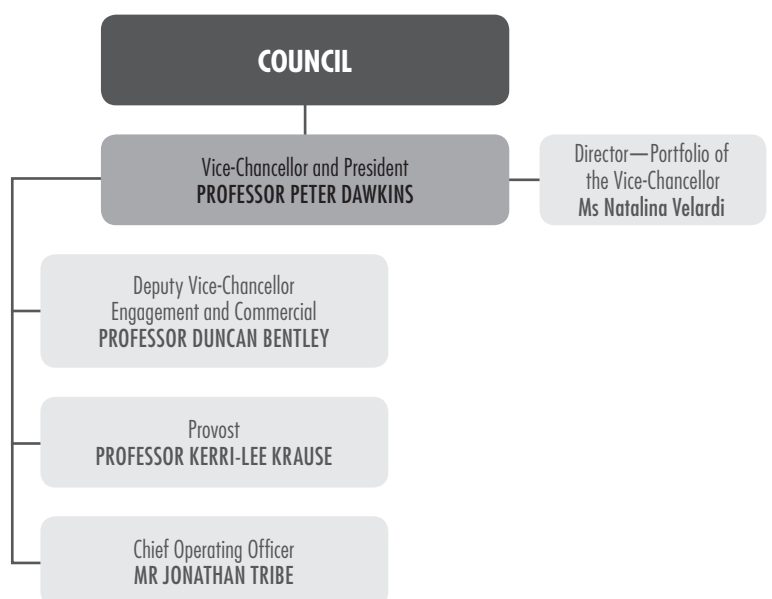 COUNCIL
Vice-Chancellor and President
PROFESSOR PETER DAWKINS
Director—Portfolio of
the Vice-Chancellor
Ms Natalina Velardi
Deputy Vice-Chancellor
Engagement and Commercial
PROFESSOR DUNCAN BENTLEY
Provost
PROFESSOR KERRI-LEE KRAUSE
Chief Operating Officer
MR JONATHAN TRIBE